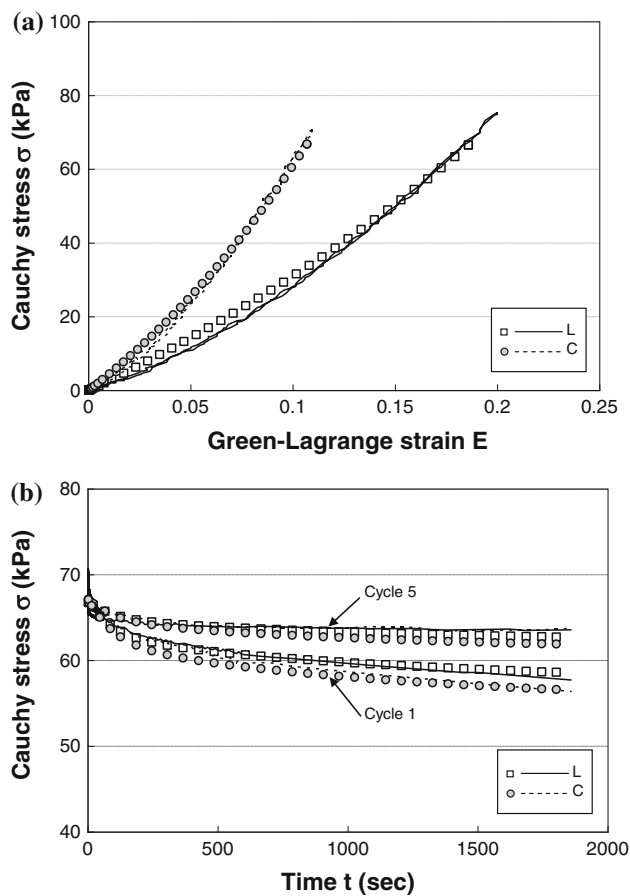 (a)
100
80
60
40
20
0
Cauchy stress σ (kPa)
0
0.05
0.1
0.15
0.2
0.25
Green-Lagrange strain E
L
C
(b)
80
70
60
50
40
Cauchy stress σ (kPa)
Cycle 5
Cycle 1
L
C
0
500
1000
1500
2000
Time t (sec)